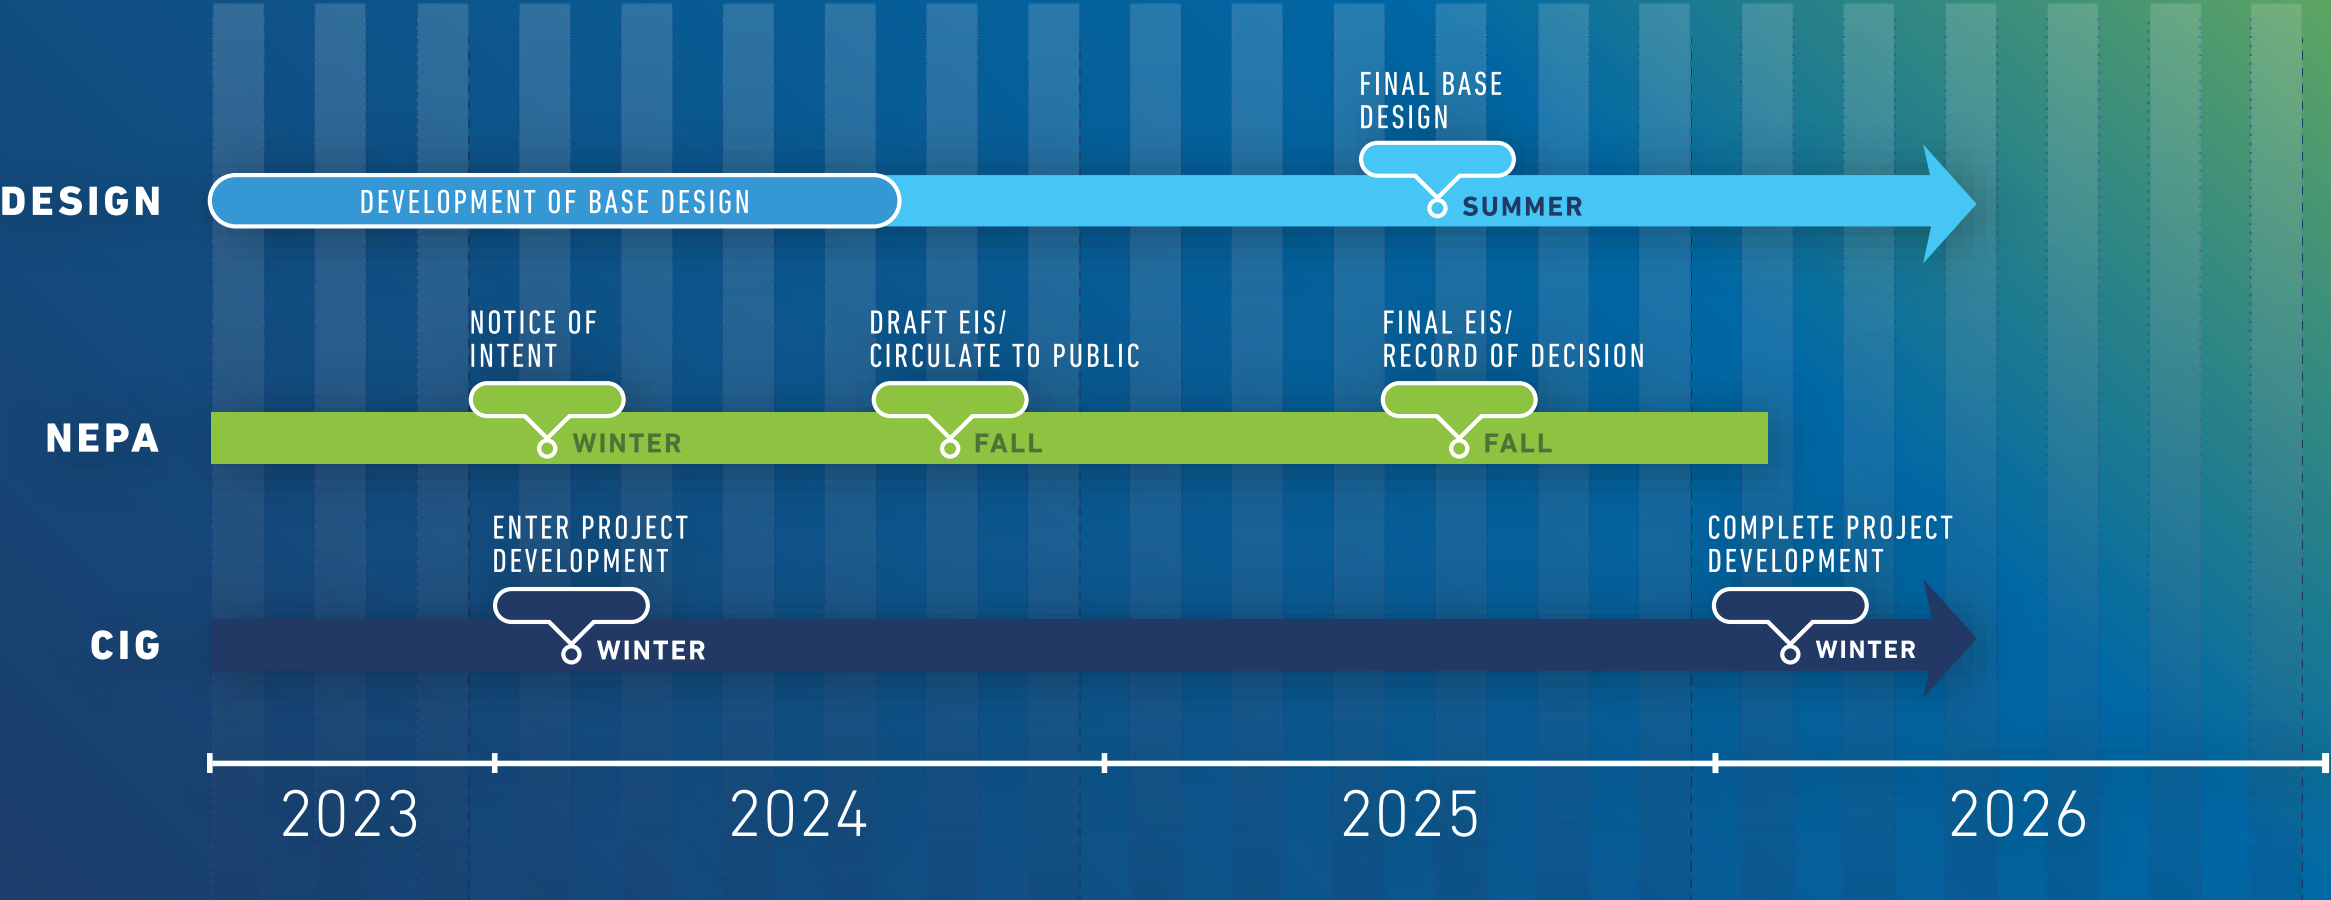 FINAL BASE
DESIGN
DESIGN
DEVELOPMENT OF BASE DESIGN
SUMMER
NOTICE OF
INTENT
DRAFT EIS/
CIRCULATE TO PUBLIC
FINAL EIS/
RECORD OF DECISION
NEPA
WINTER
FALL
FALL
ENTER PROJECT
DEVELOPMENT
COMPLETE PROJECT
DEVELOPMENT
CIG
WINTER
WINTER
2023
2024
2025
2026